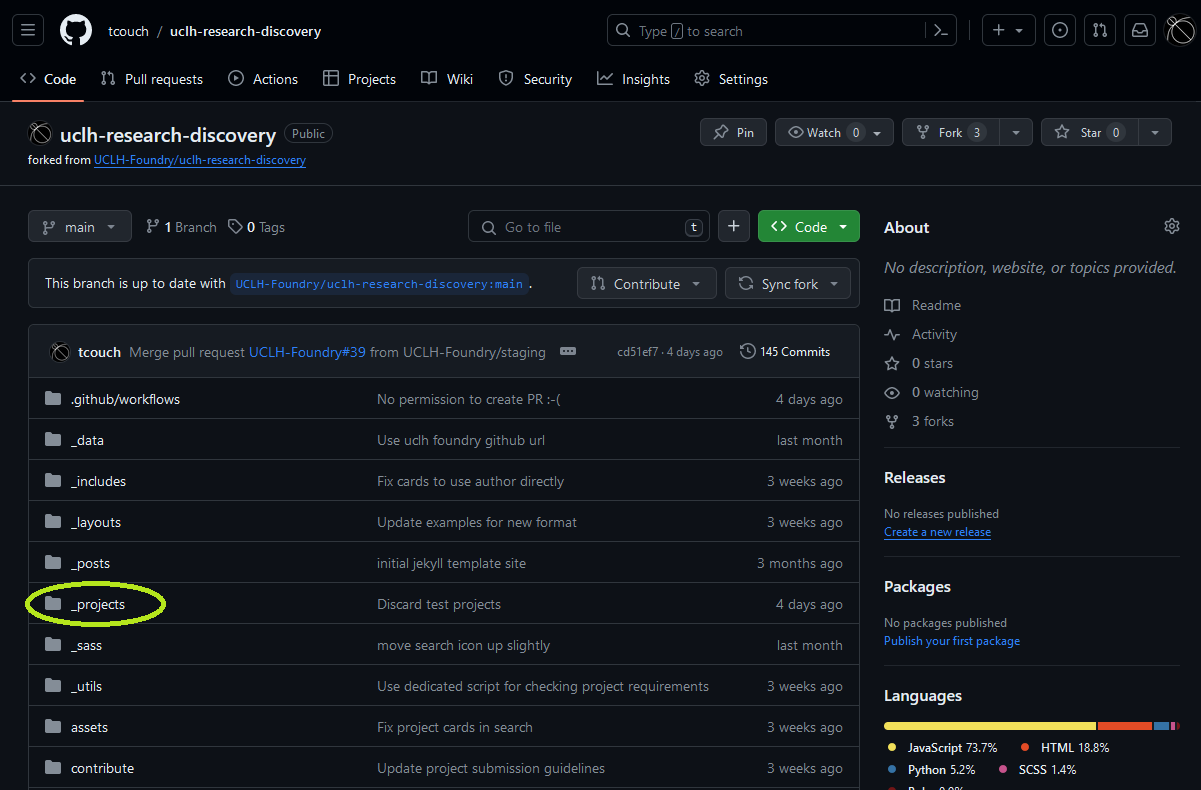 tcouch / uclh-research-discovery
Type / to search
Code Pull requests Actions Projects Wiki Security Insights Settings
uclh-research-discovery Public
Pin Watch 0 Fork 3 Star 0
forked from UCLH-Foundry/uclh-research-discovery
main 1 Branch 0 Tags Go to file t + Code
This branch is up to date with UCLH-Foundry/uclh-research-discovery:main .
Contribute Sync fork
tcouch Merge pull request UCLH-Foundry#39 from UCLH-Foundry/staging cd51ef7 · 4 days ago 145 Commits
.github/workflows No permission to create PR :-( 4 days ago
_data Use uclh foundry github url last month
_includes Fix cards to use author directly 3 weeks ago
_layouts Update examples for new format 3 weeks ago
_posts initial jekyll template site 3 months ago
_projects Discard test projects 4 days ago
_sass move search icon up slightly last month
_utils Use dedicated script for checking project requirements 3 weeks ago
assets Fix project cards in search 3 weeks ago
contribute Update project submission guidelines 3 weeks ago
About
No description, website, or topics provided.
Readme
Activity
0 stars
0 watching
3 forks
Releases
No releases published
Create a new release
Packages
No packages published
Publish your first package
Languages
JavaScript 73.7% HTML 18.8%
Python 5.2% SCSS 1.4%